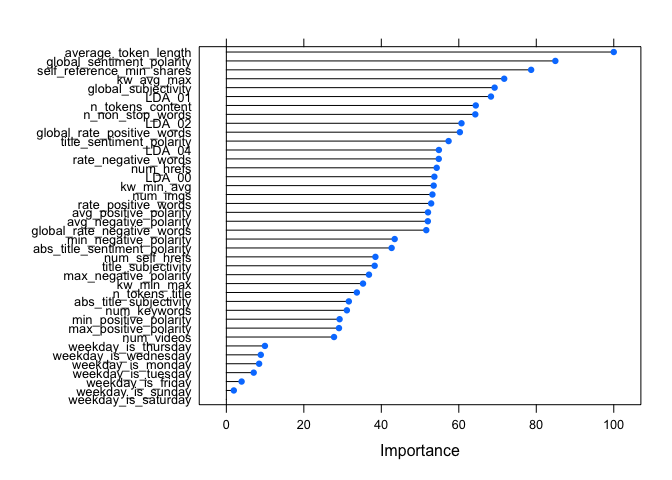 average_token_length
global_sentiment_polarity
self_reference_min_shares
kw_avg_max
global_subjectivity
LDA_01
n_tokens_content
n_non_stop_words
LDA_02
global_rate_positive_words
title_sentiment_polarity
LDA_04
rate_negative_words
num_hrefs
LDA_00
kw_min_avg
num_imgs
rate_positive_words
avg_positive_polarity
avg_negative_polarity
global_rate_negative_words
min_negative_polarity
abs_title_sentiment_polarity
num_self_hrefs
title_subjectivity
max_negative_polarity
kw_min_max
n_tokens_title
abs_title_subjectivity
num_keywords
min_positive_polarity
max_positive_polarity
num_videos
weekday_is_thursday
weekday_is_wednesday
weekday_is_monday
weekday_is_tuesday
weekday_is_friday
weekday_is_sunday
weekday_is_saturday
0 20 40 60 80 100
Importance